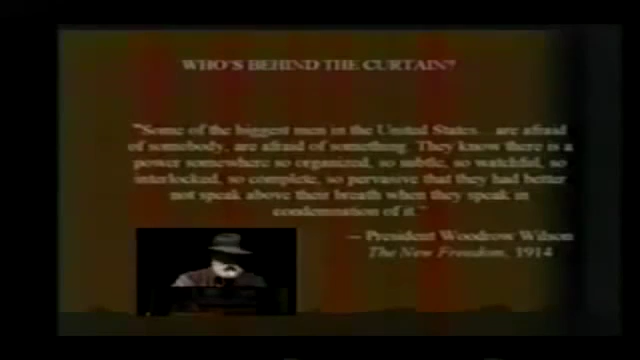 WHO'S BEHIND THE CURTAIN?
"Some of the biggest men in the United States... are afraid
of somebody, are afraid of something. They know there is a
power somewhere so organized, so subtle, so watchful, so
interlocked, so complete, so pervasive that they had better
not speak above their breath when they speak in
condemnation of it."
-- President Woodrow Wilson
The New Freedom, 1914